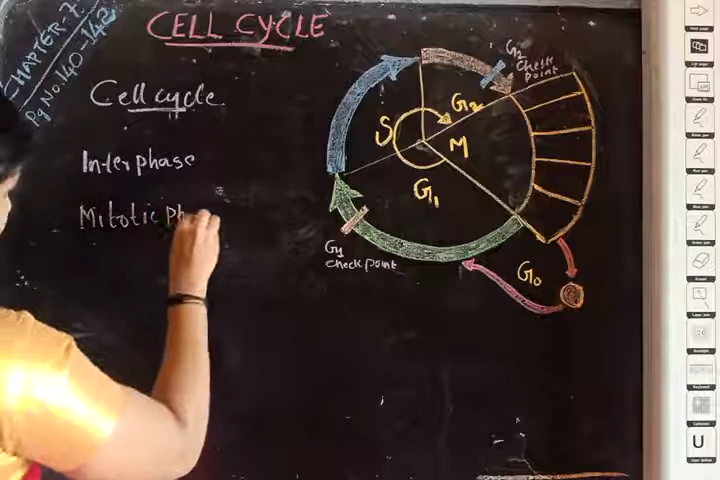 CHAPTER-7
Pg No 140-142
CELL CYCLE
Cell cycle
Interphase
Mitotic Ph
G2
check
point
G2
S
M
G1
G1
check point
G0
U